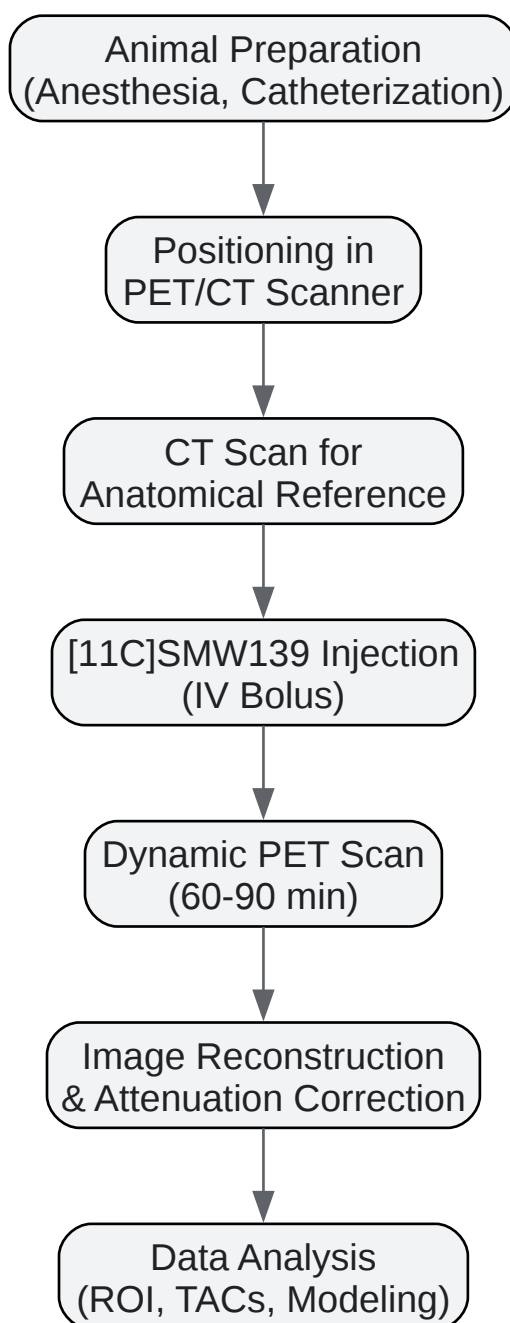 Animal Preparation
(Anesthesia, Catheterization)
Positioning in
PET/CT Scanner
CT Scan for
Anatomical Reference
[11C]SMW139 Injection
(IV Bolus)
Dynamic PET Scan
(60-90 min)
Image Reconstruction
& Attenuation Correction
Data Analysis
(ROI, TACs, Modeling)